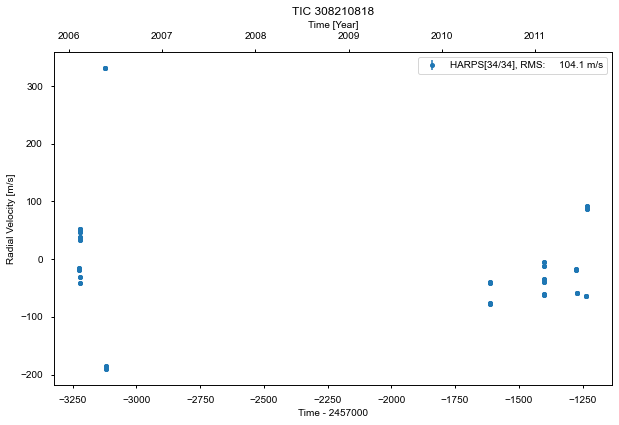 TIC 308210818
Time [Year]
2006 2007 2008 2009 2010 2011
HARPS[34/34], RMS: 104.1 m/s
300
200
100
0
−100
−200
Radial Velocity [m/s]
−3250 −3000 −2750 −2500 −2250 −2000 −1750 −1500 −1250
Time - 2457000